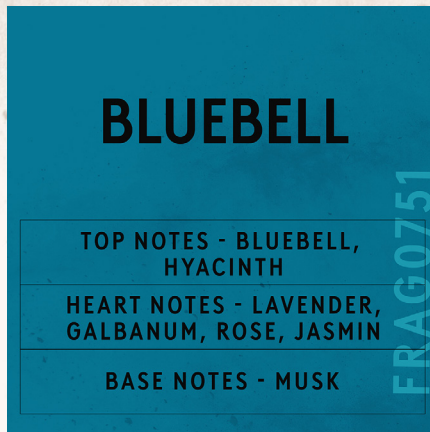 BLUEBELL
TOP NOTES - BLUEBELL,
HYACINTH
HEART NOTES - LAVENDER,
GALBANUM, ROSE, JASMIN
BASE NOTES - MUSK
FRAG0751